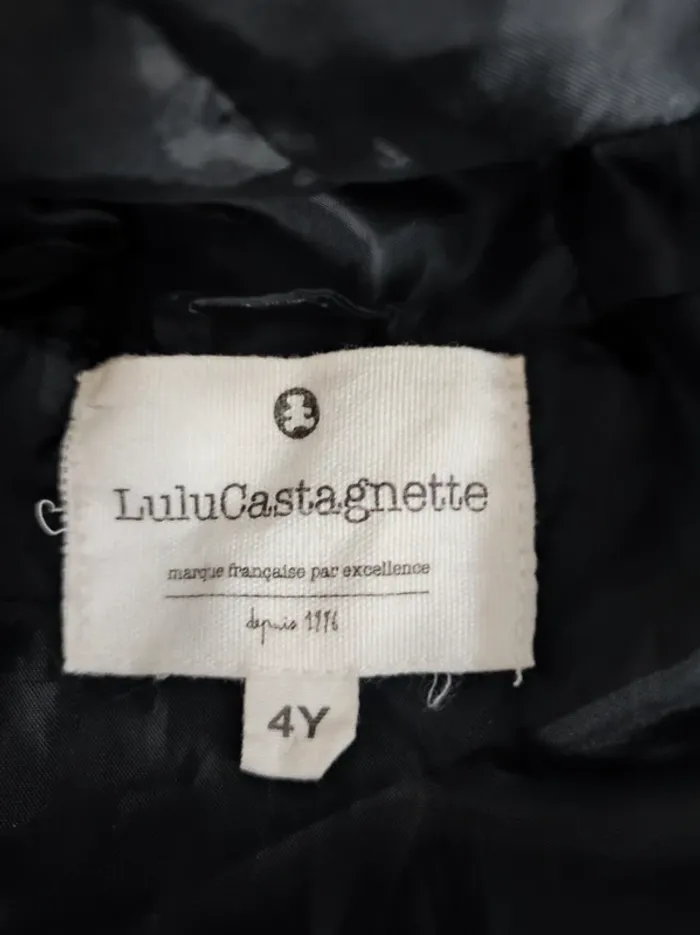 LuluCastagnette
marque française par excellence
depuis 1996
4Y